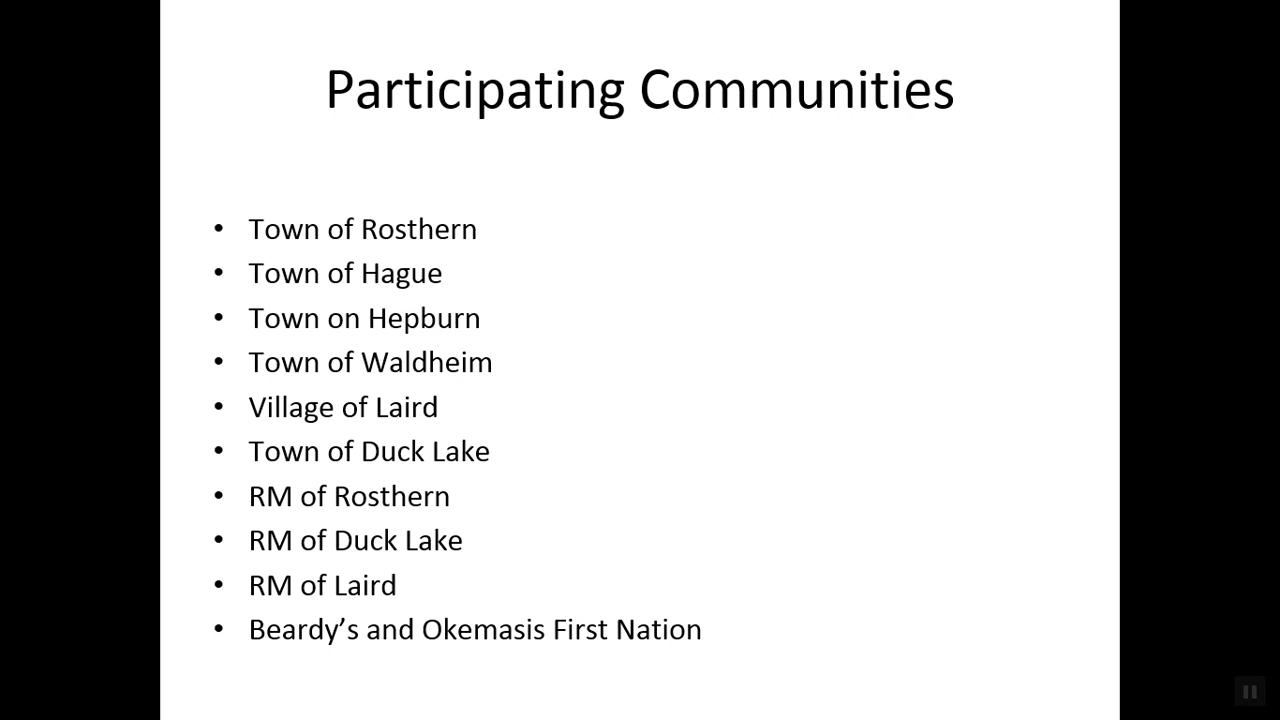 Participating Communities
• Town of Rosthern
• Town of Hague
• Town on Hepburn
• Town of Waldheim
• Village of Laird
• Town of Duck Lake
• RM of Rosthern
• RM of Duck Lake
• RM of Laird
• Beardy’s and Okemasis First Nation